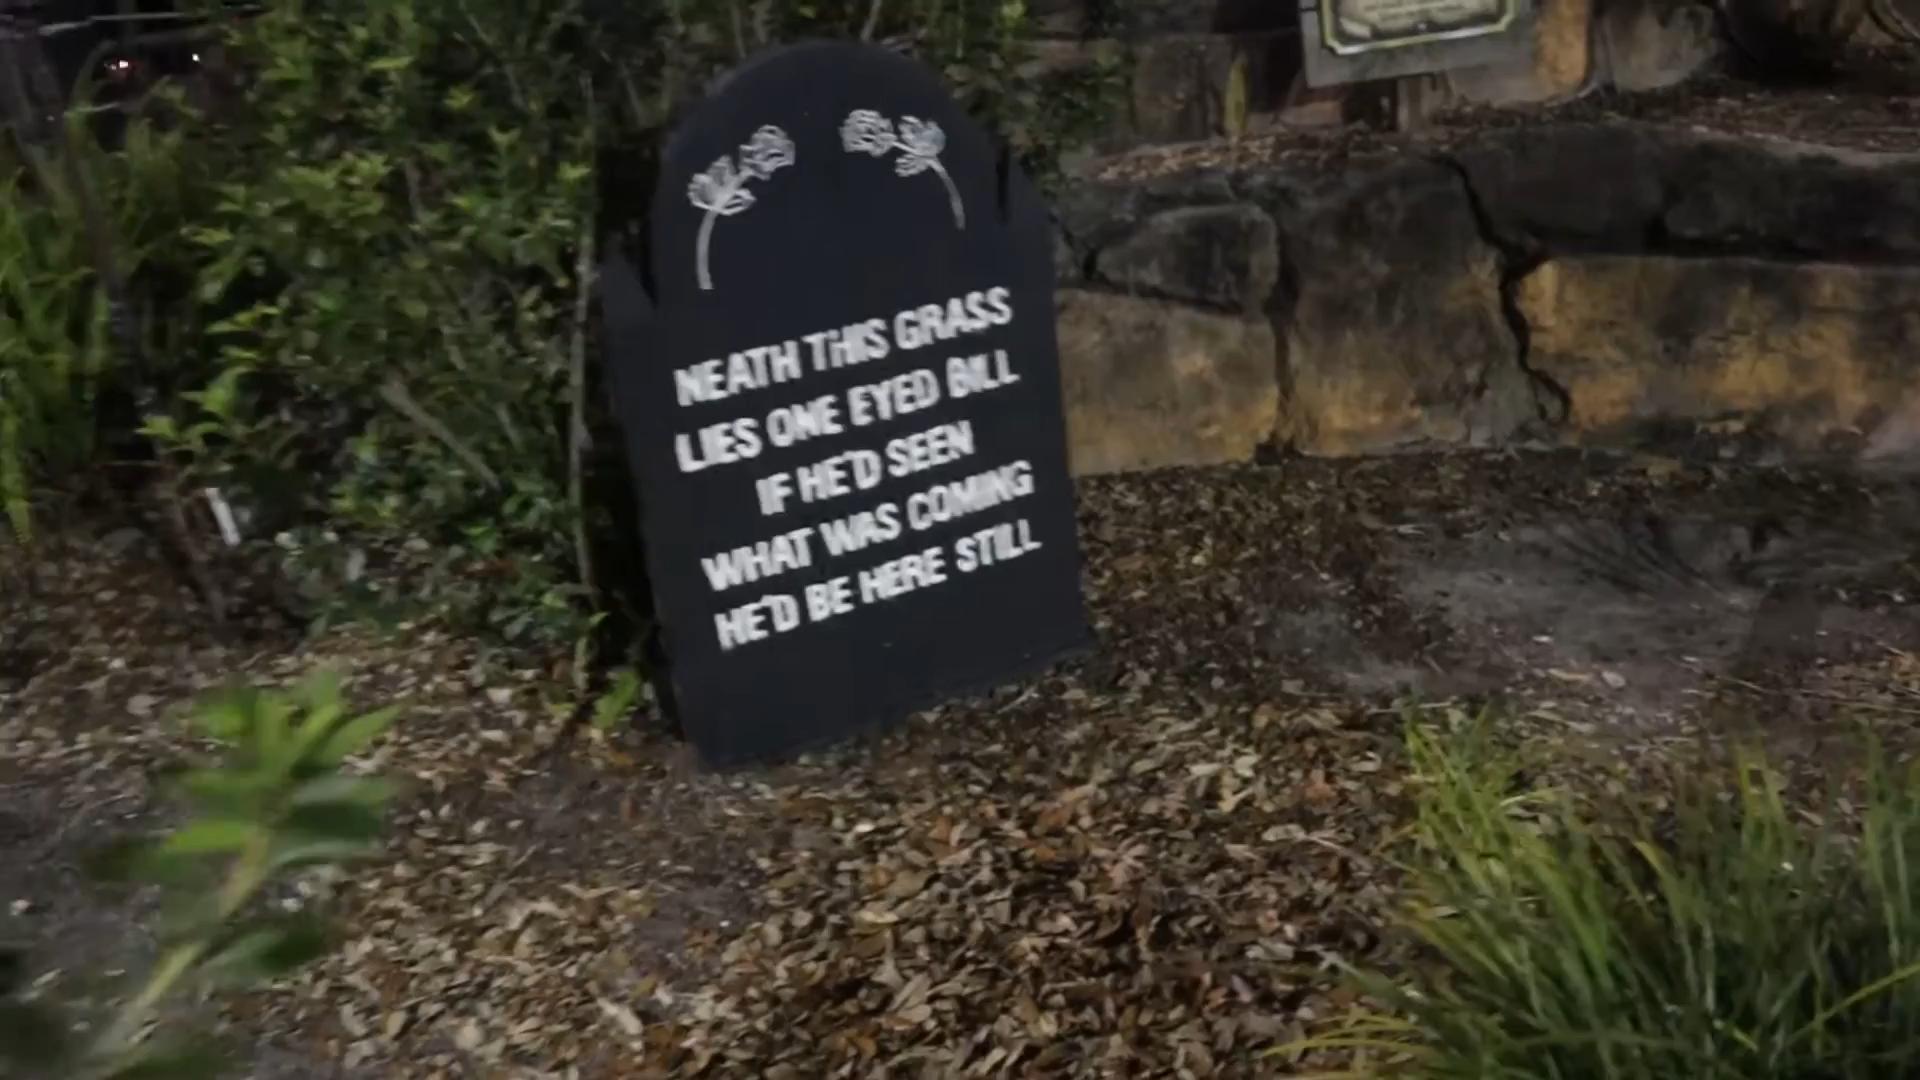 NEATH THIS GRASS
LIES ONE EYED BILL
IF HE'D SEEN
WHAT WAS COMING
HE'D BE HERE STILL